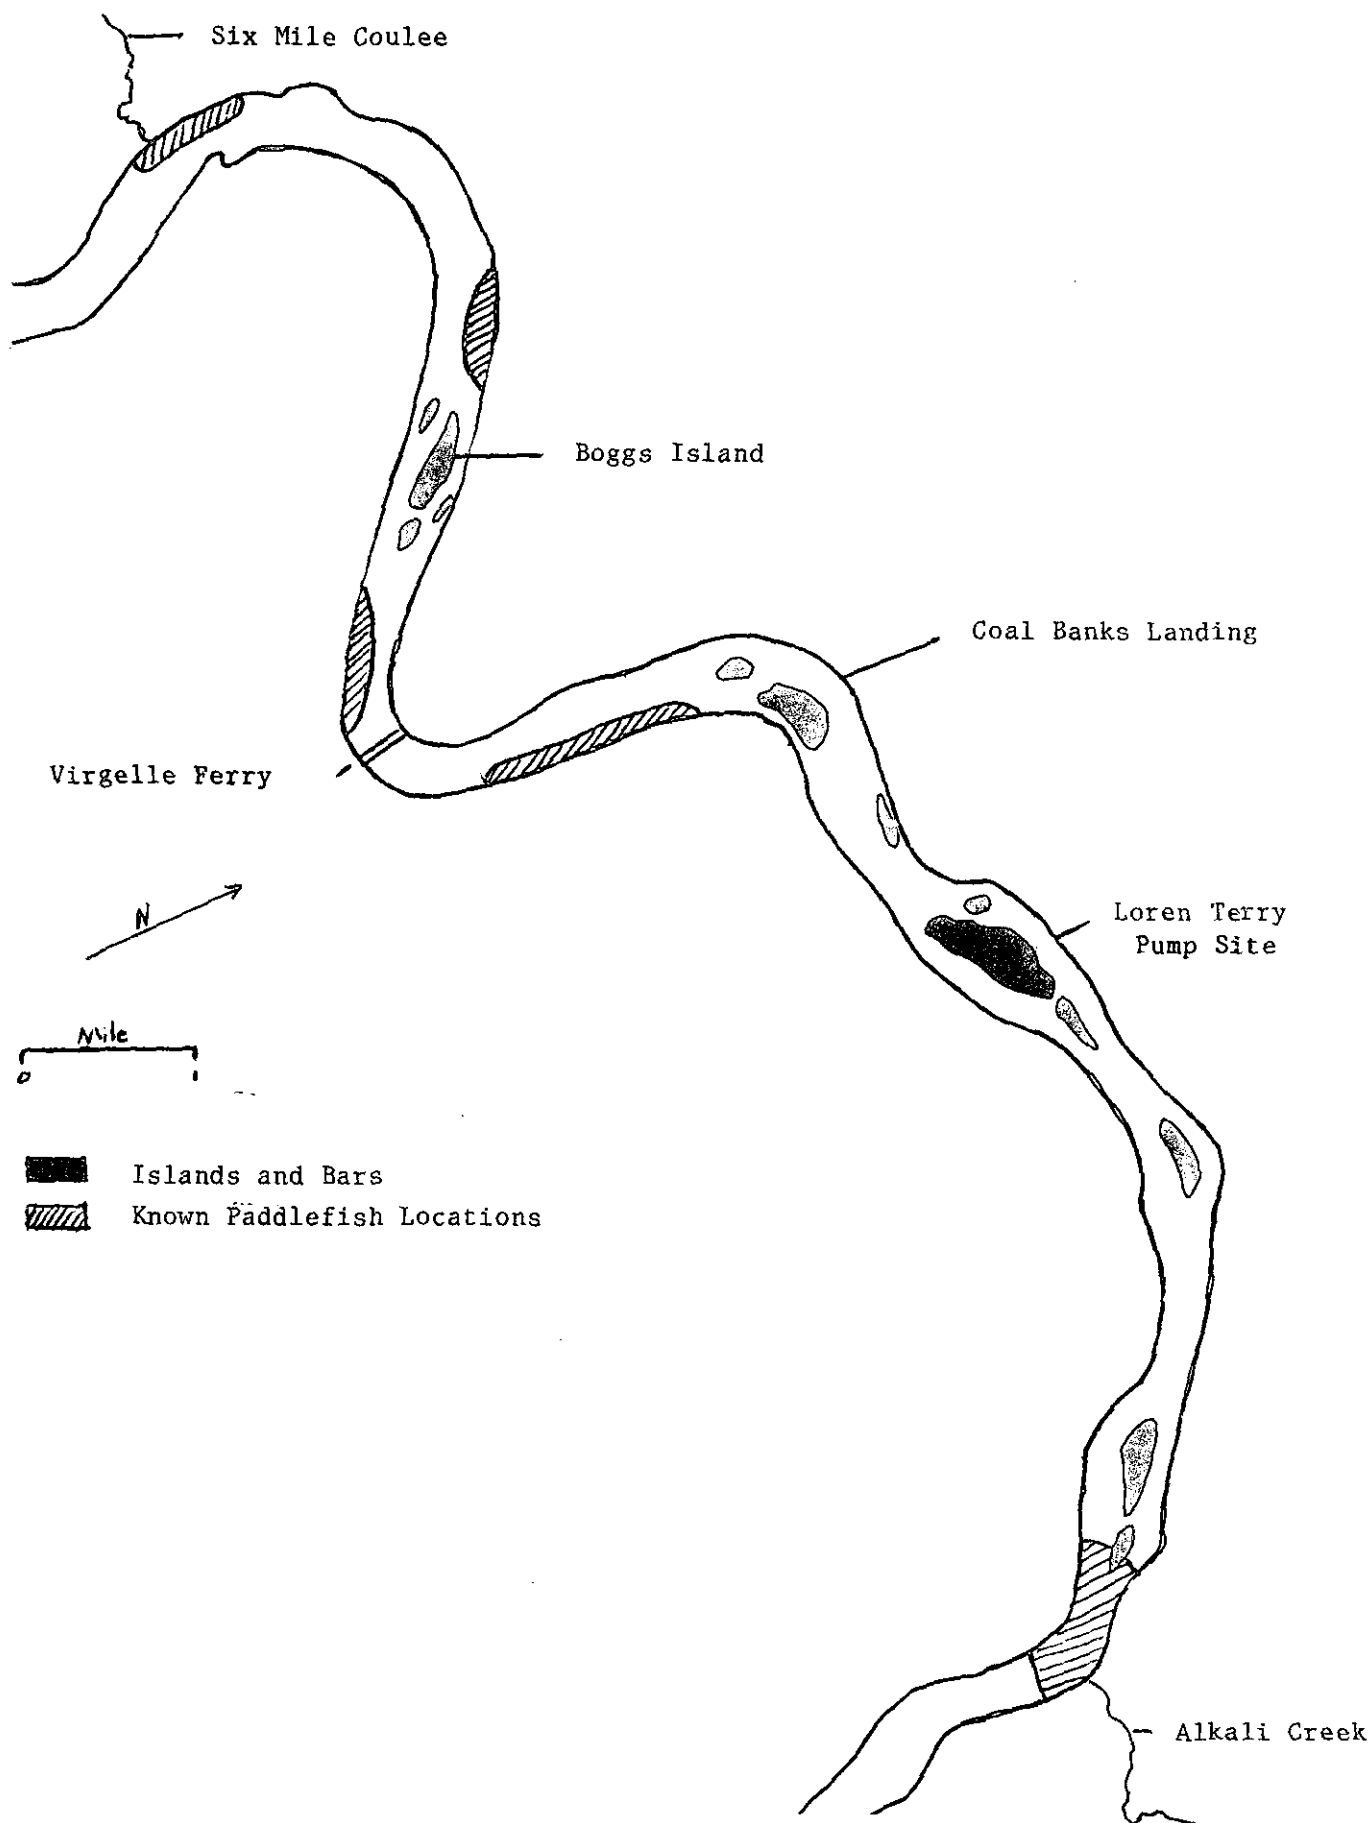 Six Mile Coulee
Boggs Island
Coal Banks Landing
Virgelle Ferry
N
Loren Terry
Pump Site
Mile
0 1
Islands and Bars
Known Paddlefish Locations
Alkali Creek